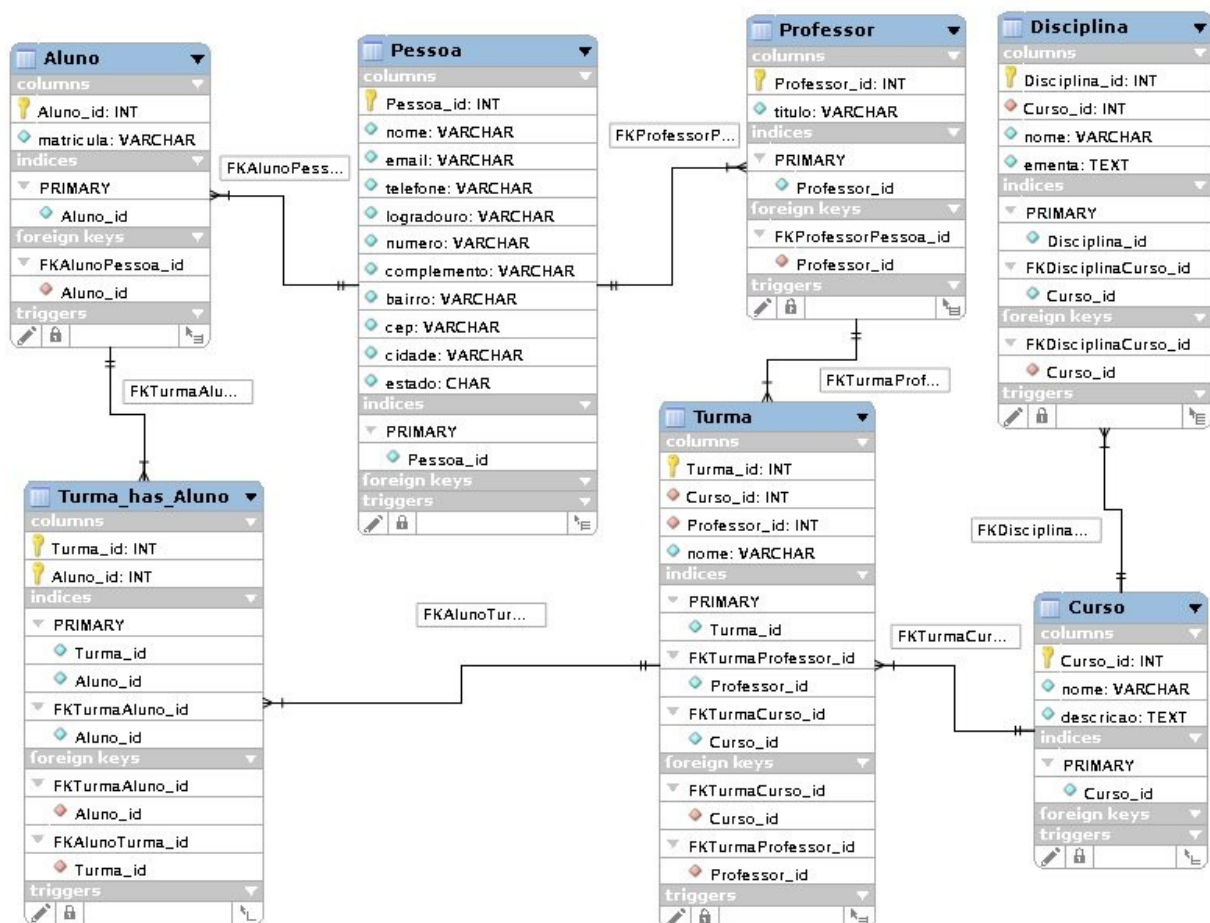 Aluno
columns
Aluno_id: INT
matricula: VARCHAR
indices
PRIMARY
Aluno_id
foreign keys
FKAlunoPessoa_id
Aluno_id
triggers
FKAlunoPess...
Pessoa
columns
Pessoa_id: INT
nome: VARCHAR
email: VARCHAR
telefone: VARCHAR
logradouro: VARCHAR
numero: VARCHAR
complemento: VARCHAR
bairro: VARCHAR
cep: VARCHAR
cidade: VARCHAR
estado: CHAR
indices
PRIMARY
Pessoa_id
foreign keys
triggers
FKProfessorP...
Professor
columns
Professor_id: INT
titulo: VARCHAR
indices
PRIMARY
Professor_id
foreign keys
FKProfessorPessoa_id
Professor_id
triggers
Disciplina
columns
Disciplina_id: INT
Curso_id: INT
nome: VARCHAR
ementa: TEXT
indices
PRIMARY
Disciplina_id
FKDisciplinaCurso_id
Curso_id
foreign keys
FKDisciplinaCurso_id
Curso_id
triggers
FKTurmaAlu...
FKTurmaProf...
Turma_has_Aluno
columns
Turma_id: INT
Aluno_id: INT
indices
PRIMARY
Turma_id
Aluno_id
FKTurmaAluno_id
Aluno_id
foreign keys
FKTurmaAluno_id
Aluno_id
FKAlunoTurma_id
Turma_id
triggers
FKAlunoTur...
Turma
columns
Turma_id: INT
Curso_id: INT
Professor_id: INT
nome: VARCHAR
indices
PRIMARY
Turma_id
FKTurmaProfessor_id
Professor_id
FKTurmaCurso_id
Curso_id
foreign keys
FKTurmaCurso_id
Curso_id
FKTurmaProfessor_id
Professor_id
triggers
FKDisciplina...
FKTurmaCur...
Curso
columns
Curso_id: INT
nome: VARCHAR
descricao: TEXT
indices
PRIMARY
Curso_id
foreign keys
triggers